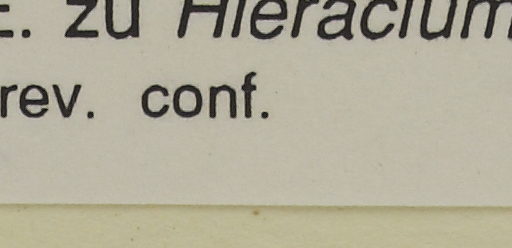 E. zu Hieracium
rev. conf.